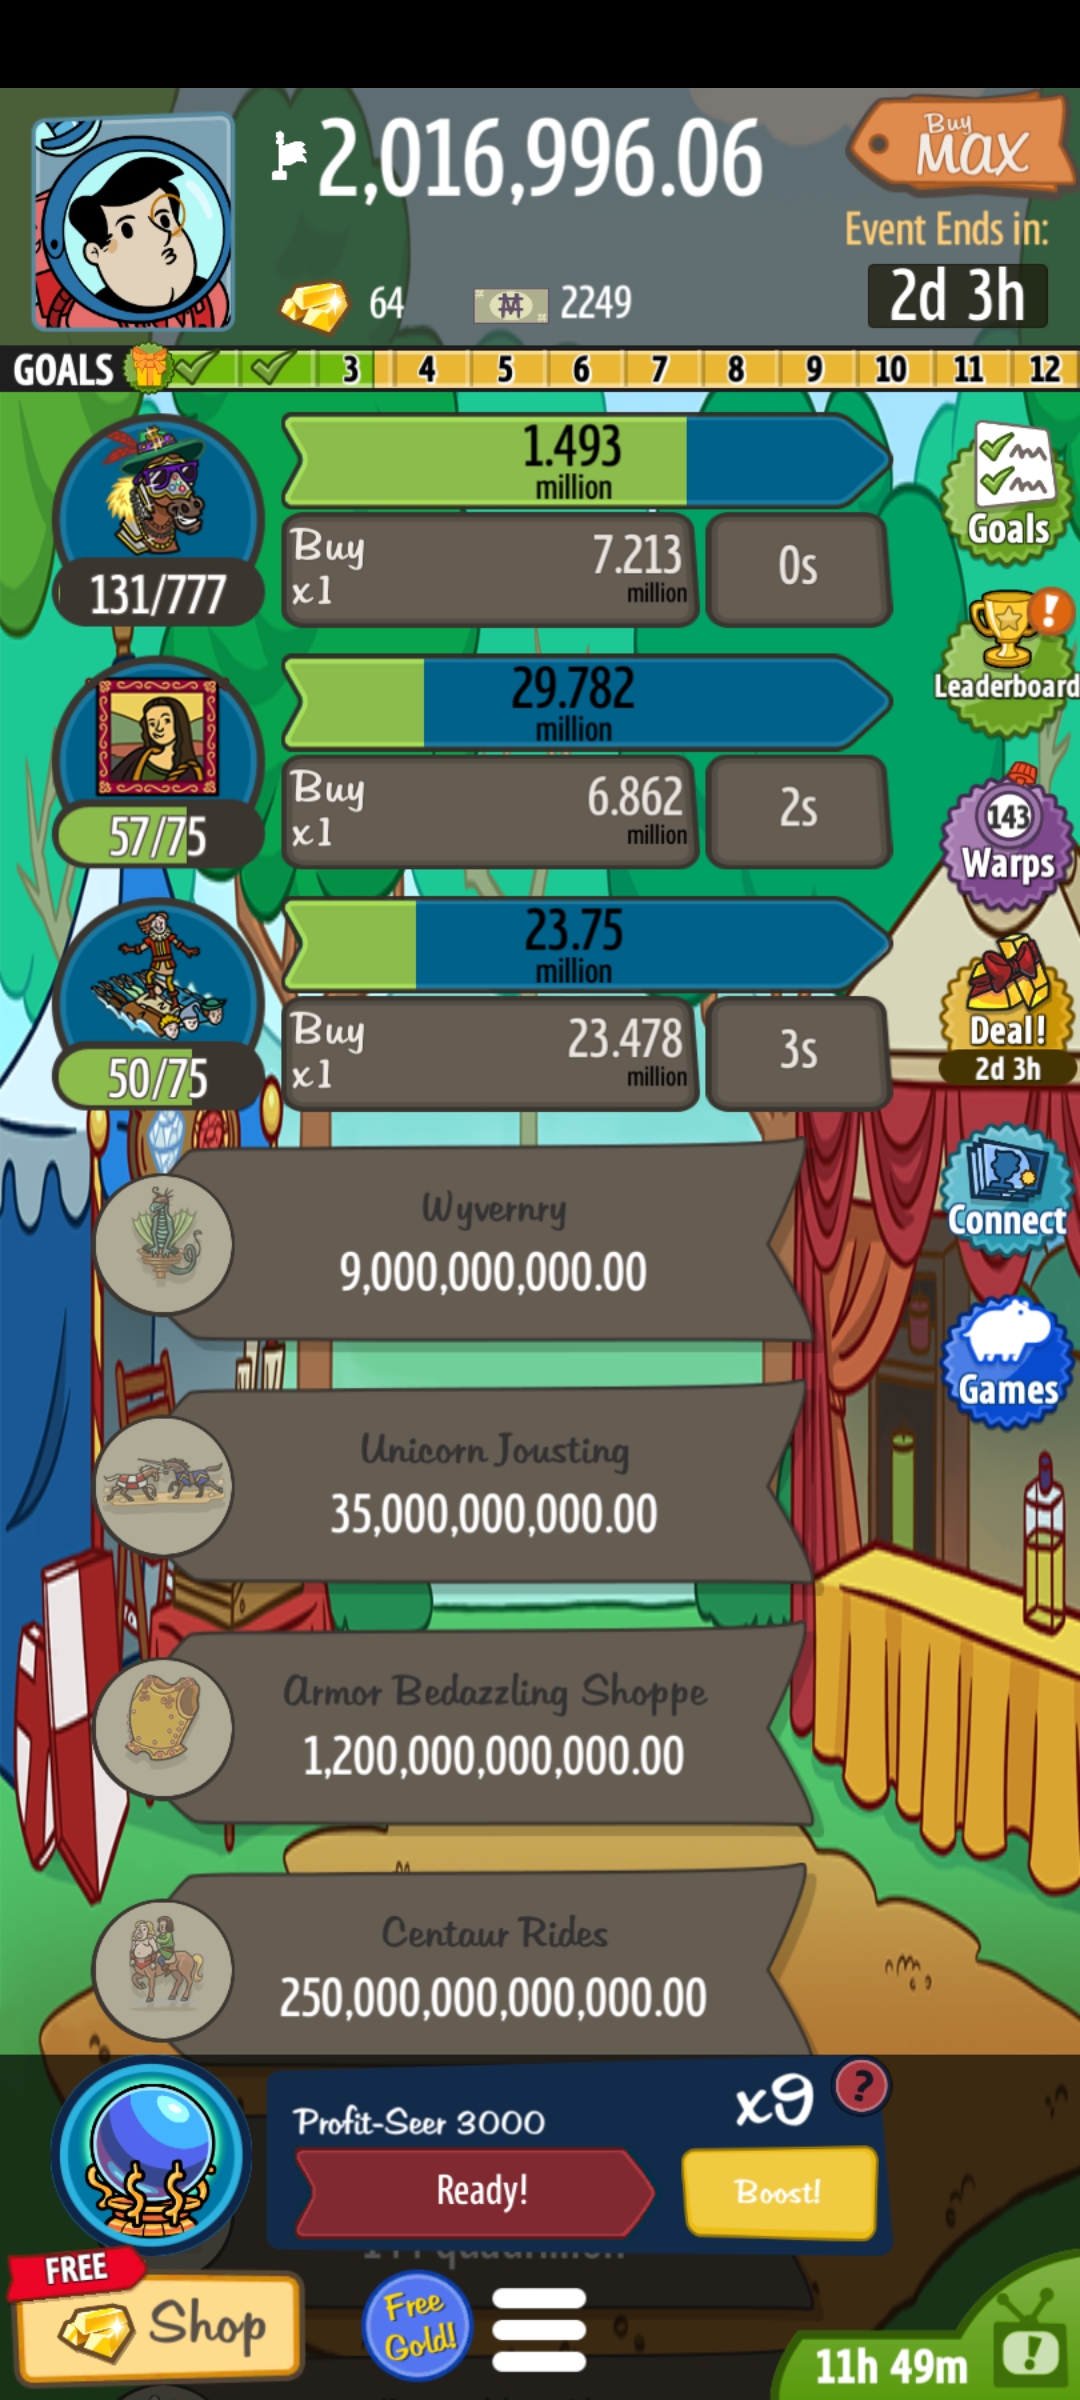 2,016,996.06
Buy
MAX
Event Ends in:
64
2249
2d 3h
GOALS 3 4 5 6 7 8 9 10 11 12
1.493
million
Buy
x1
7.213
million
0s
131/777
Goals
Leaderboard
29.782
million
Buy
x1
6.862
million
2s
57/75
143
Warps
23.75
million
Buy
x1
23.478
million
3s
50/75
Deal!
2d 3h
Wyvernry
9,000,000,000.00
Connect
Unicorn Jousting
35,000,000,000.00
Games
Armor Bedazzling Shoppe
1,200,000,000,000.00
Centaur Rides
250,000,000,000,000.00
Profit-Seer 3000
x9
?
Ready!
Boost!
FREE
Shop
Free
Gold!
11h 49m